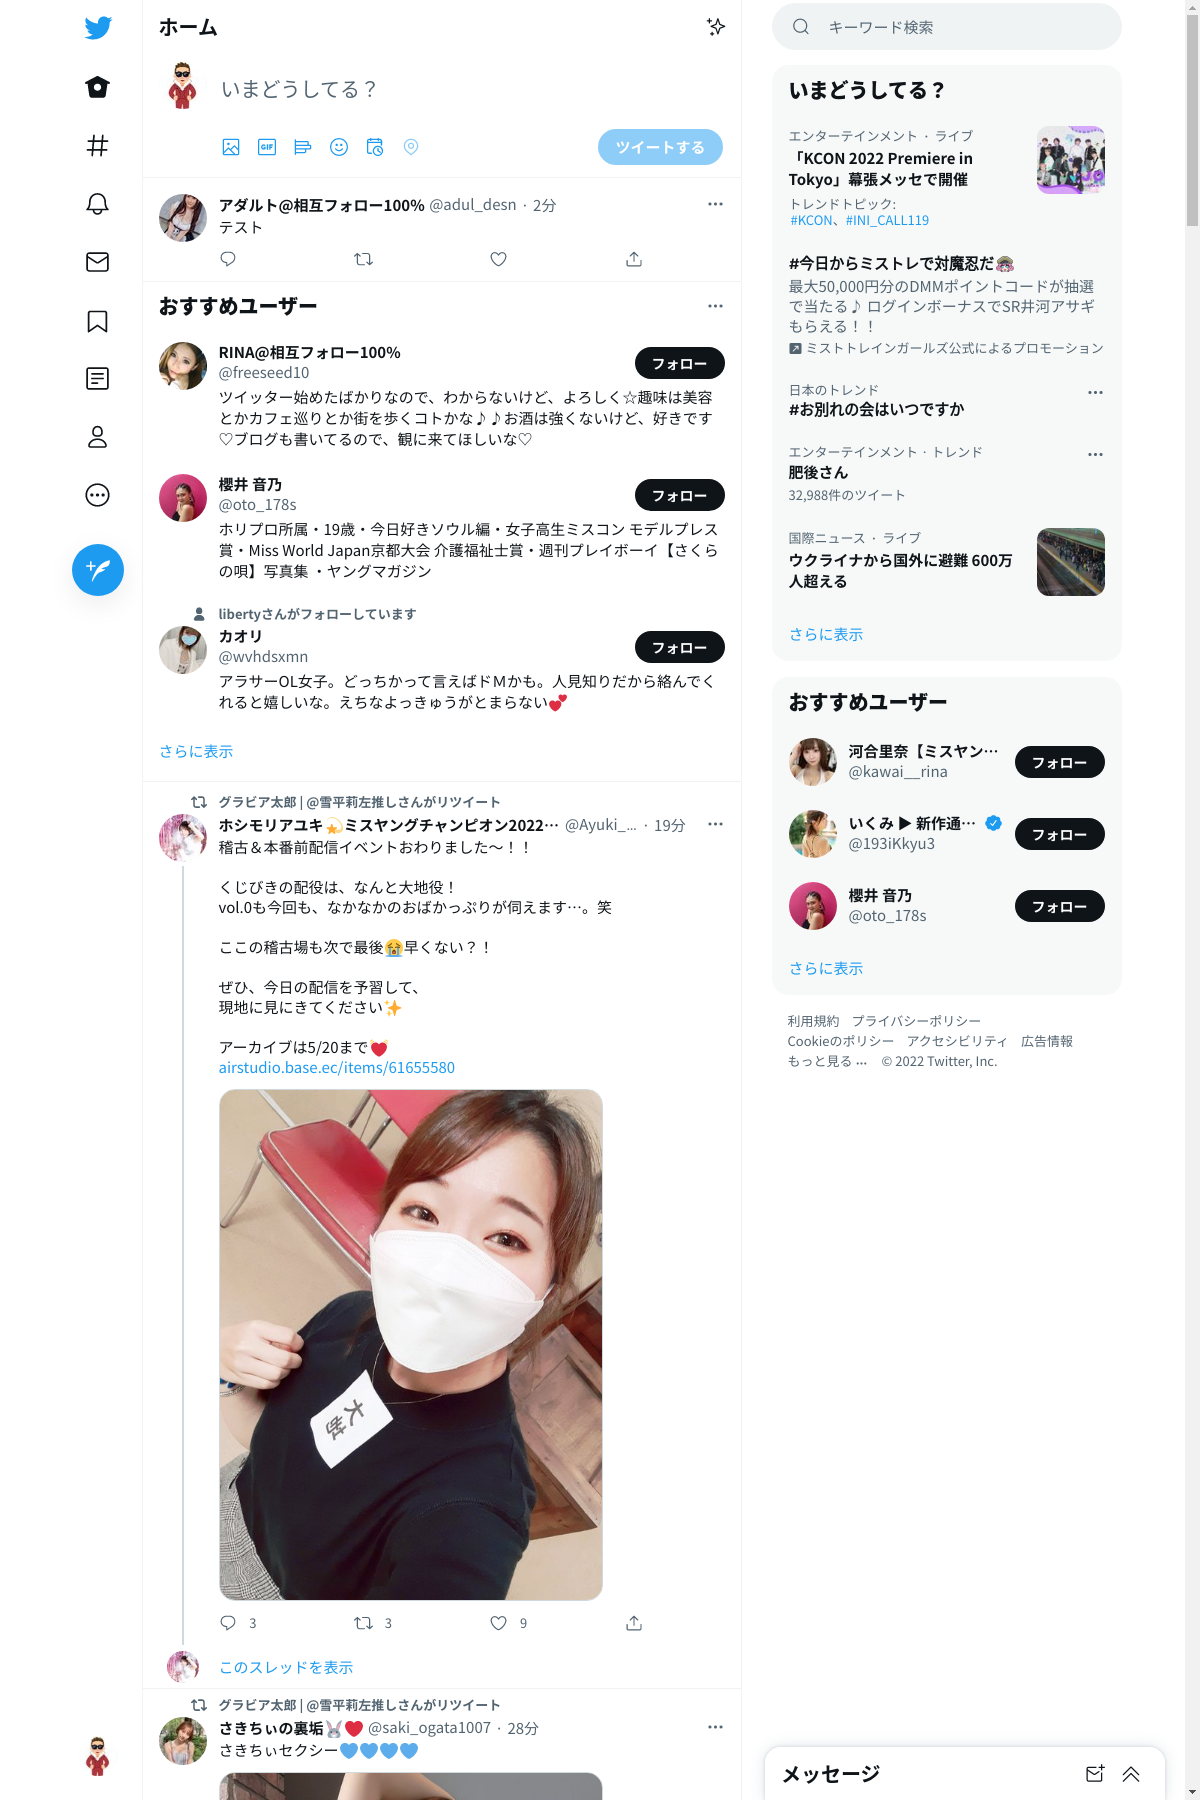 ホーム
いまどうしてる？
GIF
ツイートする
アダルト@相互フォロー100% @adul_desn · 2分
テスト
おすすめユーザー
RINA@相互フォロー100%
@freeseed10
フォロー
ツイッター始めたばかりなので、わからないけど、よろしく☆趣味は美容
とかカフェ巡りとか街を歩くコトかな♪♪お酒は強くないけど、好きです
♡ブログも書いてるので、観に来てほしいな♡
櫻井 音乃
@oto_178s
フォロー
ホリプロ所属・19歳・今日好きソウル編・女子高生ミスコン モデルプレス
賞・Miss World Japan京都大会 介護福祉士賞・週刊プレイボーイ【さくら
の唄】写真集 ・ヤングマガジン
libertyさんがフォローしています
カオリ
@wvhdsxmn
フォロー
アラサーOL女子。どっちかって言えばドMかも。人見知りだから絡んでく
れると嬉しいな。えちなよっきゅうがとまらない💕
さらに表示
グラビア太郎 | @雪平莉左推しさんがリツイート
ホシモリアユキ💫ミスヤングチャンピオン2022… @Ayuki_... · 19分
稽古＆本番前配信イベントおわりました〜！！
くじびきの配役は、なんと大地役！
vol.0も今回も、なかなかのおばかっぷりが伺えます…。笑
ここの稽古場も次で最後😭早くない？！
ぜひ、今日の配信を予習して、
現地に見にきてください✨
アーカイブは5/20まで💓
airstudio.base.ec/items/61655580
3 3 9
このスレッドを表示
グラビア太郎 | @雪平莉左推しさんがリツイート
さきちぃの裏垢🐰❤️ @saki_ogata1007 · 28分
さきちぃセクシー💙💙💙💙
キーワード検索
いまどうしてる？
エンターテインメント · ライブ
「KCON 2022 Premiere in
Tokyo」幕張メッセで開催
トレンドトピック:
#KCON、#INI_CALL119
#今日からミストレで対魔忍だ
最大50,000円分のDMMポイントコードが抽選
で当たる♪ ログインボーナスでSR井河アサギ
もらえる！！
ミストトレインガールズ公式によるプロモーション
日本のトレンド
#お別れの会はいつですか
エンターテインメント · トレンド
肥後さん
32,988件のツイート
国際ニュース · ライブ
ウクライナから国外に避難 600万
人超える
さらに表示
おすすめユーザー
河合里奈【ミスヤン…
@kawai__rina
フォロー
いくみ ▶ 新作通…
@193iKkyu3
フォロー
櫻井 音乃
@oto_178s
フォロー
さらに表示
利用規約 プライバシーポリシー
Cookieのポリシー アクセシビリティ 広告情報
もっと見る ... © 2022 Twitter, Inc.
メッセージ